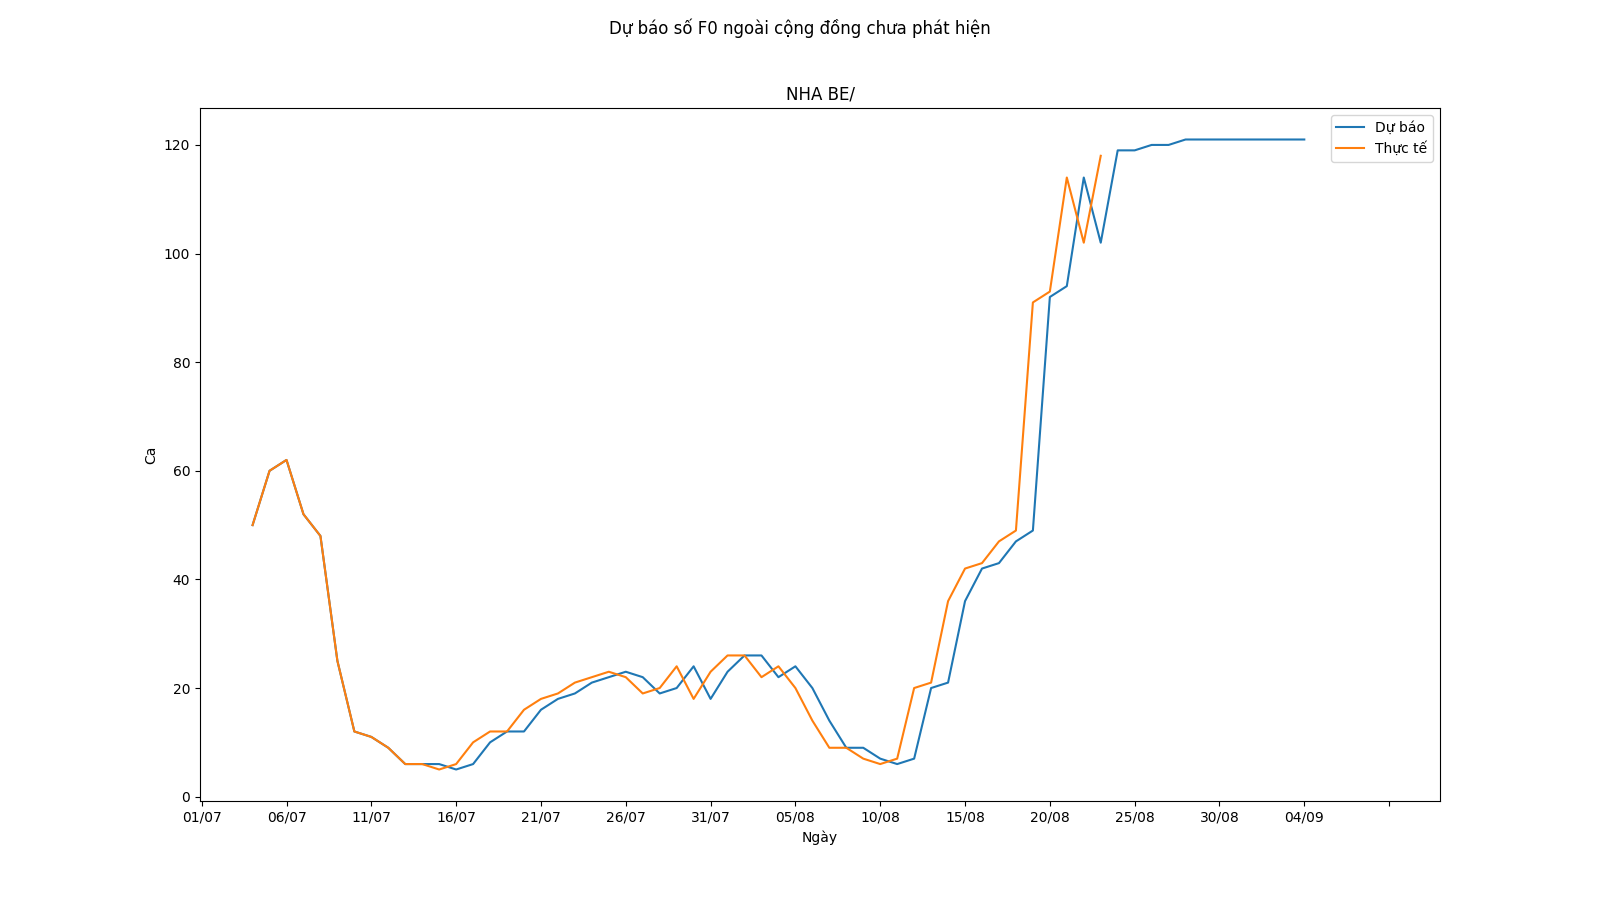 Dự báo số F0 ngoài cộng đồng chưa phát hiện
NHA BE/
Dự báo
Thực tế
120
100
80
60
40
20
0
Ca
01/07 06/07 11/07 16/07 21/07 26/07 31/07 05/08 10/08 15/08 20/08 25/08 30/08 04/09
Ngày